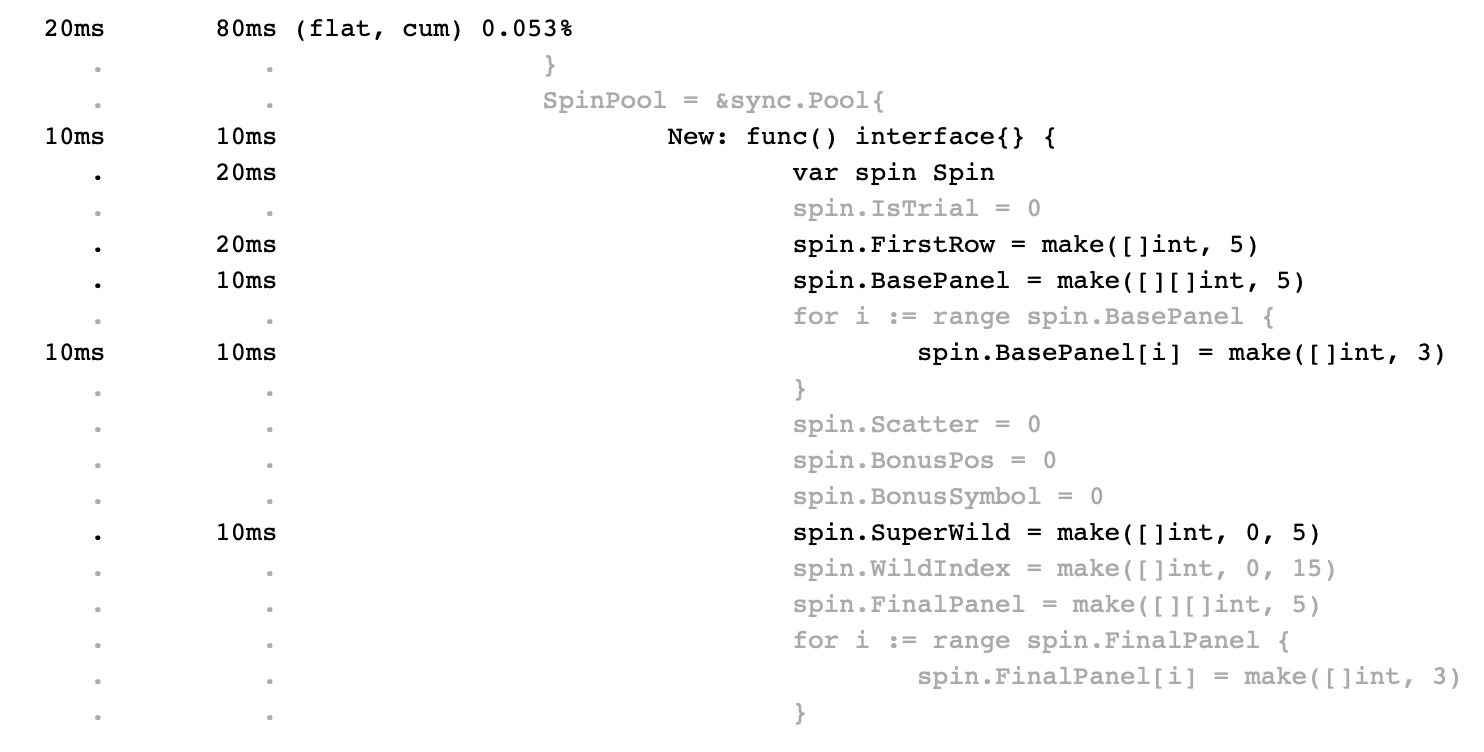 20ms 80ms (flat, cum) 0.053%
. . }
. . SpinPool = &sync.Pool{
10ms 10ms New: func() interface{} {
. 20ms var spin Spin
. . spin.IsTrial = 0
. 20ms spin.FirstRow = make([]int, 5)
. 10ms spin.BasePanel = make([][]int, 5)
. . for i := range spin.BasePanel {
10ms 10ms spin.BasePanel[i] = make([]int, 3)
. . }
. . spin.Scatter = 0
. . spin.BonusPos = 0
. . spin.BonusSymbol = 0
. 10ms spin.SuperWild = make([]int, 0, 5)
. . spin.WildIndex = make([]int, 0, 15)
. . spin.FinalPanel = make([][]int, 5)
. . for i := range spin.FinalPanel {
. . spin.FinalPanel[i] = make([]int, 3)
. . }